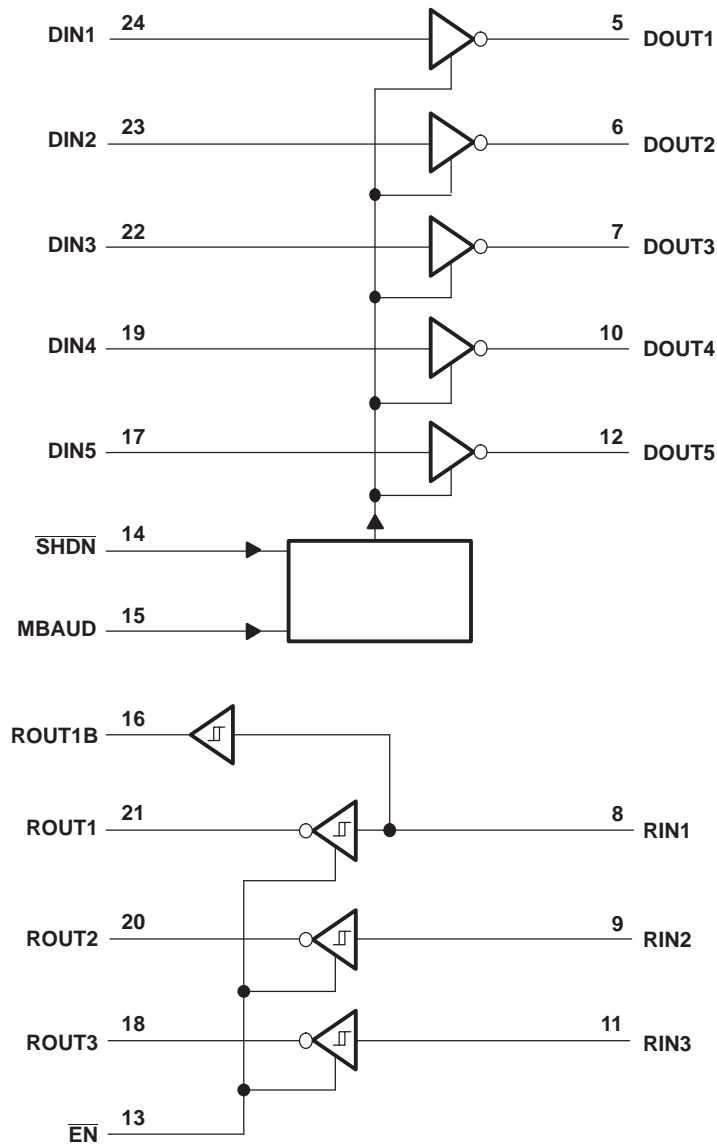 DIN1 24 5 DOUT1
DIN2 23 6 DOUT2
DIN3 22 7 DOUT3
DIN4 19 10 DOUT4
DIN5 17 12 DOUT5
S̅H̅D̅N̅ 14
MBAUD 15
ROUT1B 16
ROUT1 21 8 RIN1
ROUT2 20 9 RIN2
ROUT3 18 11 RIN3
E̅N̅ 13